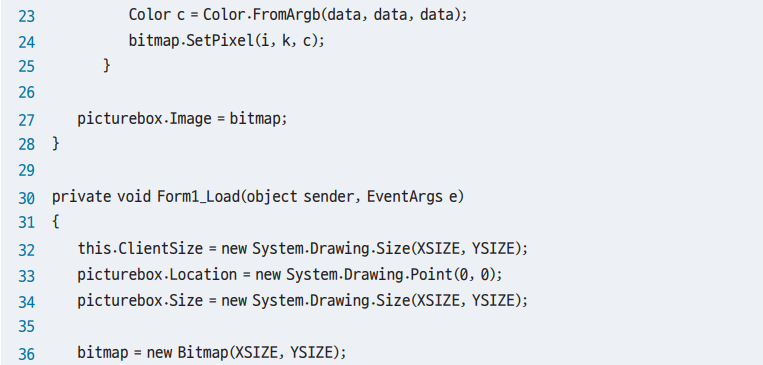 23 Color c = Color.FromArgb(data, data, data);
24 bitmap.SetPixel(i, k, c);
25 }
26
27 picturebox.Image = bitmap;
28 }
29
30 private void Form1_Load(object sender, EventArgs e)
31 {
32 this.ClientSize = new System.Drawing.Size(XSIZE, YSIZE);
33 picturebox.Location = new System.Drawing.Point(0, 0);
34 picturebox.Size = new System.Drawing.Size(XSIZE, YSIZE);
35
36 bitmap = new Bitmap(XSIZE, YSIZE);